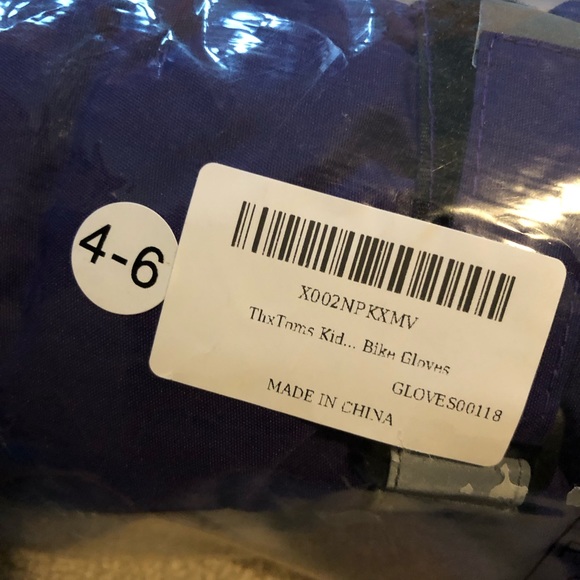 4-6
X002NPKXMV
ThxToms Kid... Bike Gloves
GLOVES00118
MADE IN CHINA